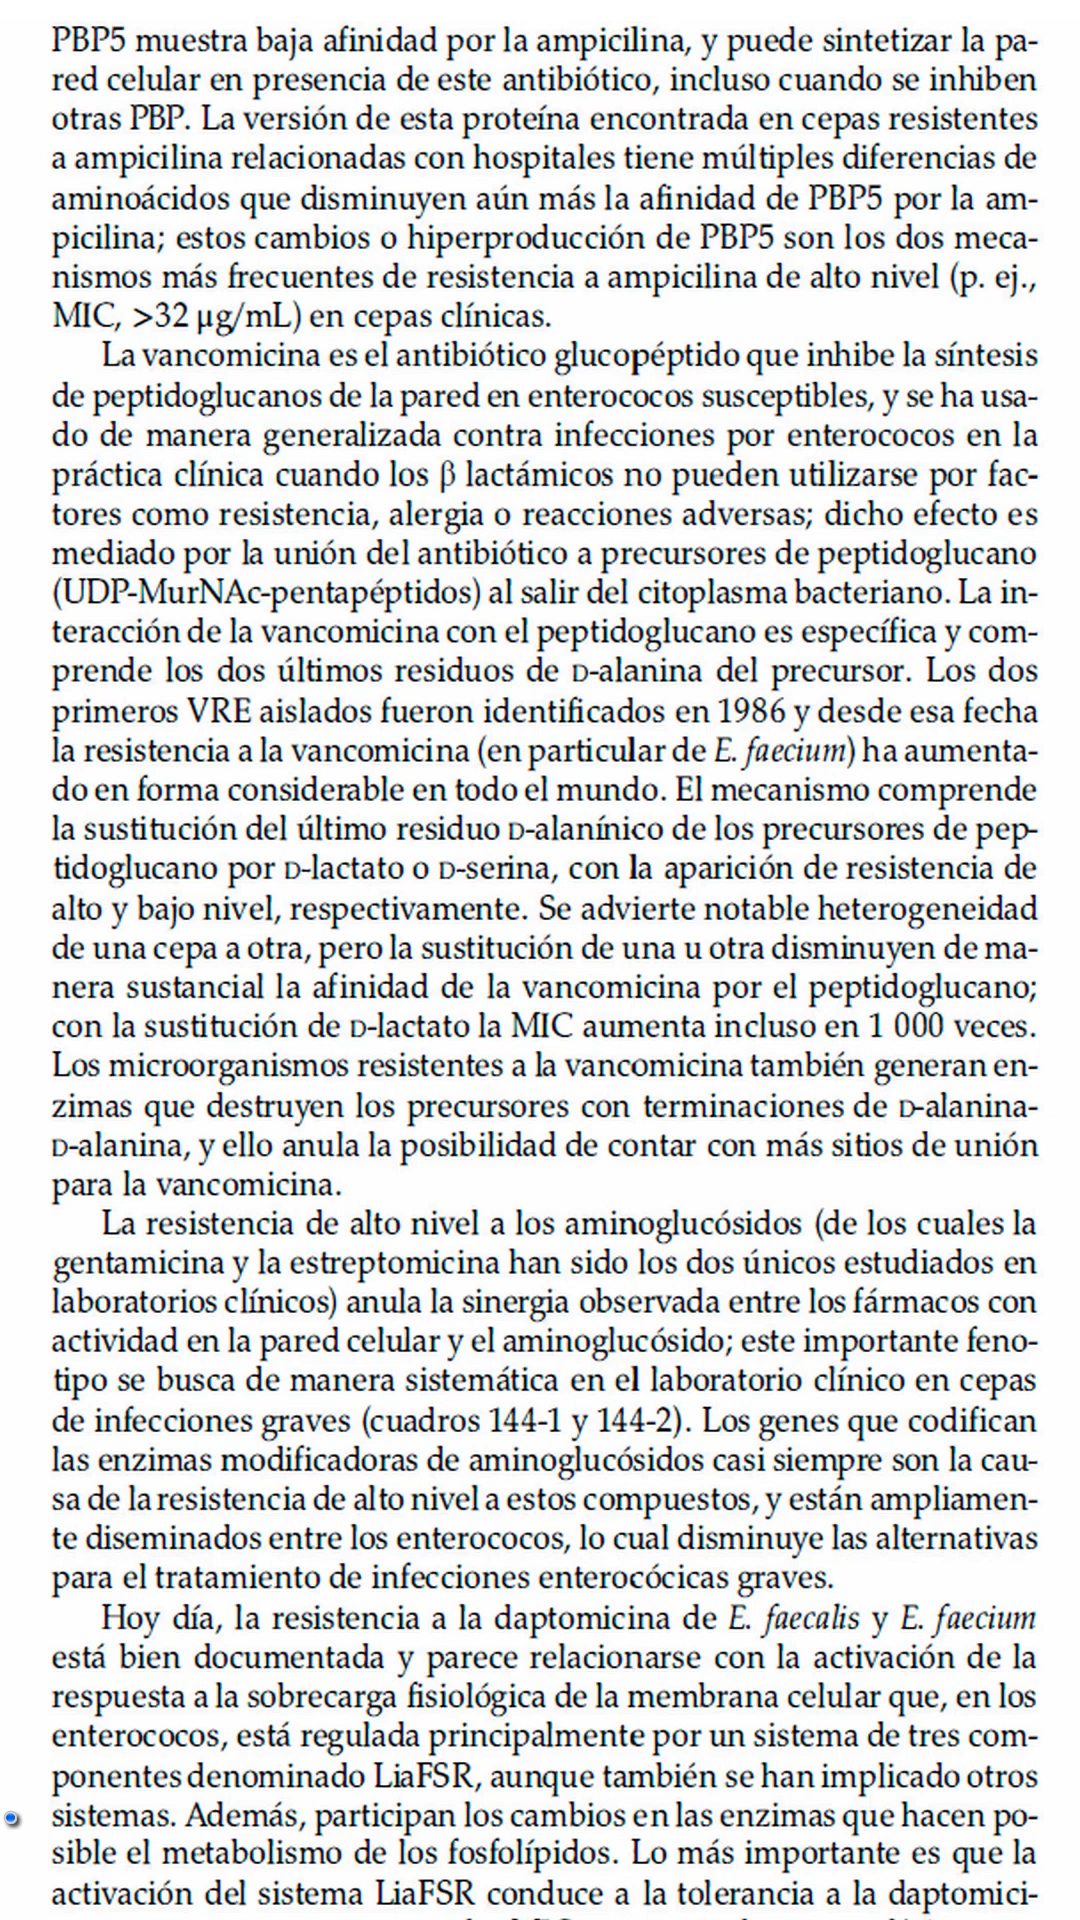 PBP5 muestra baja afinidad por la ampicilina, y puede sintetizar la pa-
red celular en presencia de este antibiótico, incluso cuando se inhiben
otras PBP. La versión de esta proteína encontrada en cepas resistentes
a ampicilina relacionadas con hospitales tiene múltiples diferencias de
aminoácidos que disminuyen aún más la afinidad de PBP5 por la am-
picilina; estos cambios o hiperproducción de PBP5 son los dos meca-
nismos más frecuentes de resistencia a ampicilina de alto nivel (p. ej.,
MIC, >32 µg/mL) en cepas clínicas.
La vancomicina es el antibiótico glucopéptido que inhibe la síntesis
de peptidoglucanos de la pared en enterococos susceptibles, y se ha usa-
do de manera generalizada contra infecciones por enterococos en la
práctica clínica cuando los β lactámicos no pueden utilizarse por fac-
tores como resistencia, alergia o reacciones adversas; dicho efecto es
mediado por la unión del antibiótico a precursores de peptidoglucano
(UDP-MurNAc-pentapéptidos) al salir del citoplasma bacteriano. La in-
teracción de la vancomicina con el peptidoglucano es específica y com-
prende los dos últimos residuos de D-alanina del precursor. Los dos
primeros VRE aislados fueron identificados en 1986 y desde esa fecha
la resistencia a la vancomicina (en particular de E. faecium) ha aumenta-
do en forma considerable en todo el mundo. El mecanismo comprende
la sustitución del último residuo D-alanínico de los precursores de pep-
tidoglucano por D-lactato o D-serina, con la aparición de resistencia de
alto y bajo nivel, respectivamente. Se advierte notable heterogeneidad
de una cepa a otra, pero la sustitución de una u otra disminuyen de ma-
nera sustancial la afinidad de la vancomicina por el peptidoglucano;
con la sustitución de D-lactato la MIC aumenta incluso en 1 000 veces.
Los microorganismos resistentes a la vancomicina también generan en-
zimas que destruyen los precursores con terminaciones de D-alanina-
D-alanina, y ello anula la posibilidad de contar con más sitios de unión
para la vancomicina.
La resistencia de alto nivel a los aminoglucósidos (de los cuales la
gentamicina y la estreptomicina han sido los dos únicos estudiados en
laboratorios clínicos) anula la sinergia observada entre los fármacos con
actividad en la pared celular y el aminoglucósido; este importante feno-
tipo se busca de manera sistemática en el laboratorio clínico en cepas
de infecciones graves (cuadros 144-1 y 144-2). Los genes que codifican
las enzimas modificadoras de aminoglucósidos casi siempre son la cau-
sa de la resistencia de alto nivel a estos compuestos, y están ampliamen-
te diseminados entre los enterococos, lo cual disminuye las alternativas
para el tratamiento de infecciones enterocócicas graves.
Hoy día, la resistencia a la daptomicina de E. faecalis y E. faecium
está bien documentada y parece relacionarse con la activación de la
respuesta a la sobrecarga fisiológica de la membrana celular que, en los
enterococos, está regulada principalmente por un sistema de tres com-
ponentes denominado LiaFSR, aunque también se han implicado otros
sistemas. Además, participan los cambios en las enzimas que hacen po-
sible el metabolismo de los fosfolípidos. Lo más importante es que la
activación del sistema LiaFSR conduce a la tolerancia a la daptomici-